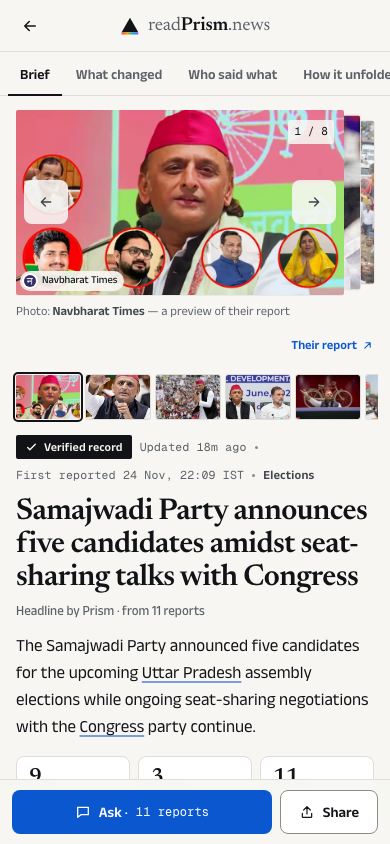 readPrism.news
Brief
What changed
Who said what
How it unfolde
1 / 8
Navbharat Times
Photo: Navbharat Times — a preview of their report
Their report
DEVELOPMENT
Verified record
Updated 18m ago •
First reported 24 Nov, 22:09 IST • Elections
Samajwadi Party announces
five candidates amidst seat-
sharing talks with Congress
Headline by Prism · from 11 reports
The Samajwadi Party announced five candidates
for the upcoming Uttar Pradesh assembly
elections while ongoing seat-sharing negotiations
with the Congress party continue.
9
3
11
Ask · 11 reports
Share